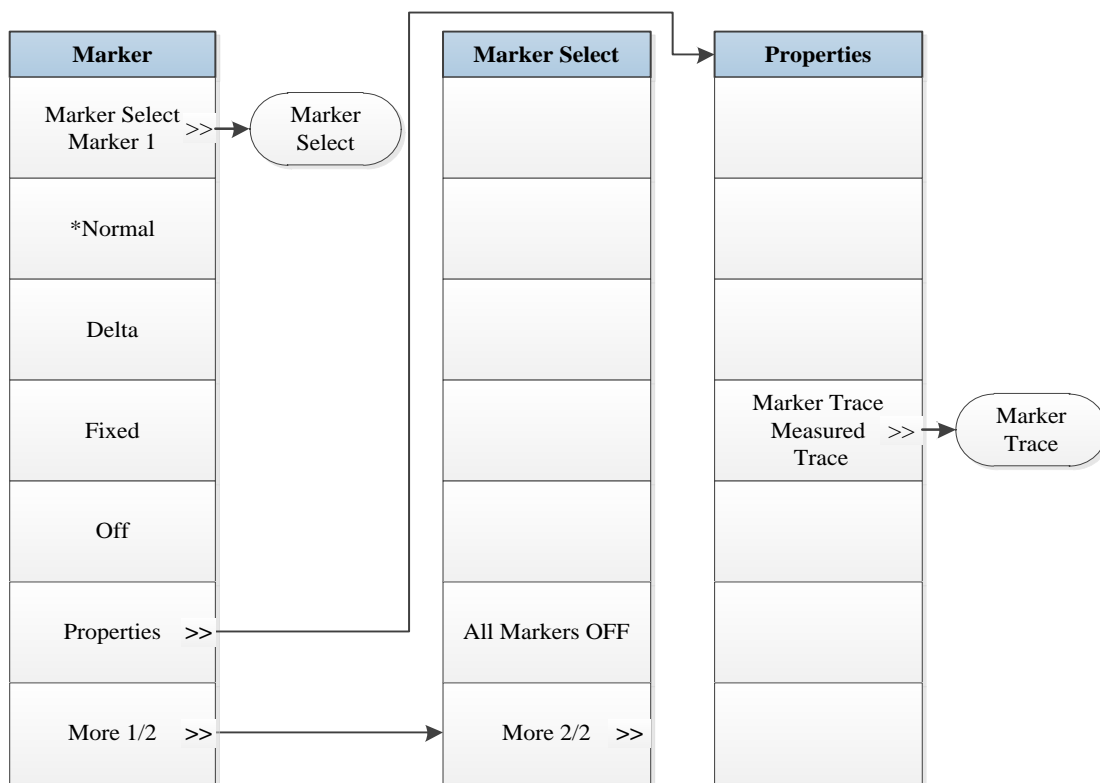 Marker
Marker Select
Marker 1
>>
Marker
Select
*Normal
Delta
Fixed
Off
Properties >>
More 1/2 >>
Marker Select
All Markers OFF
More 2/2 >>
Properties
Marker Trace
Measured
Trace
>>
Marker
Trace